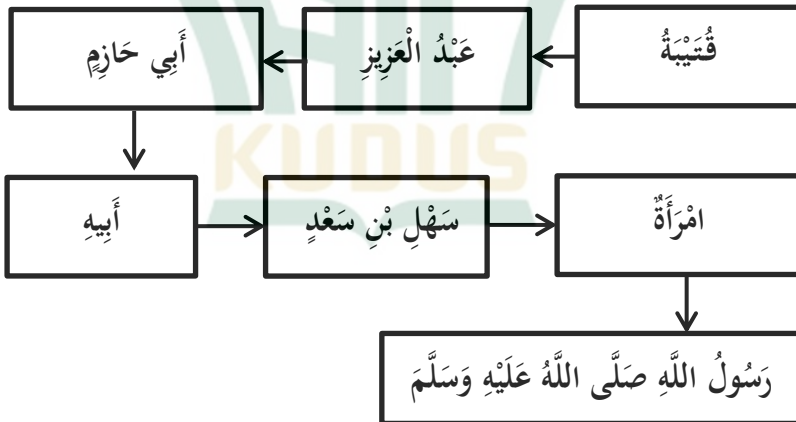 قُتَيْبَةُ
عَبْدُ الْعَزِيزِ
أَبِي حَازِمٍ
أَبِيهِ
سَهْلِ بْنِ سَعْدٍ
امْرَأَةٌ
رَسُولُ اللَّهِ صَلَّى اللَّهُ عَلَيْهِ وَسَلَّمَ
KUDUS